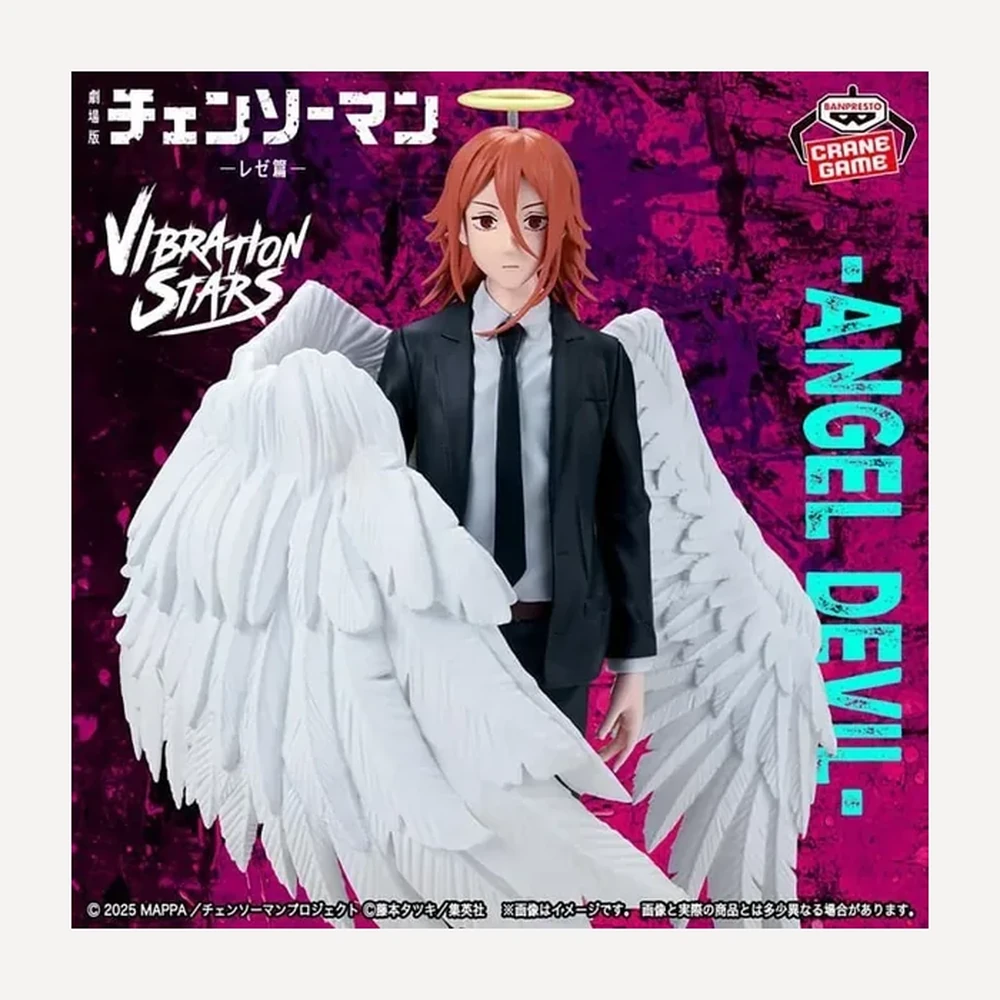 劇場版
チェンソーマン
―レゼ篇―
VIBRATION
STARS
BANPRESTO
CRANE
GAME
-ANGEL DEVIL-
© 2025 MAPPA／チェンソーマンプロジェクト ©藤本タツキ／集英社 ※画像はイメージです。 画像と実際の商品とは多少異なる場合があります。